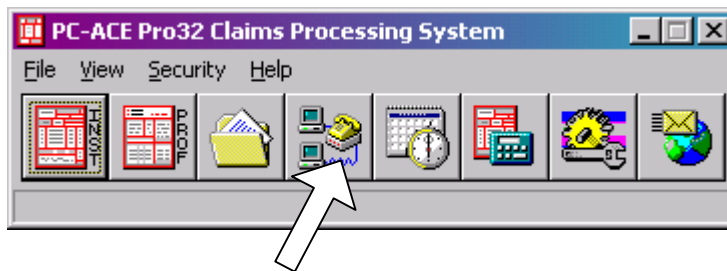 PC-ACE Pro32 Claims Processing System
File View Security Help
INST
PROF